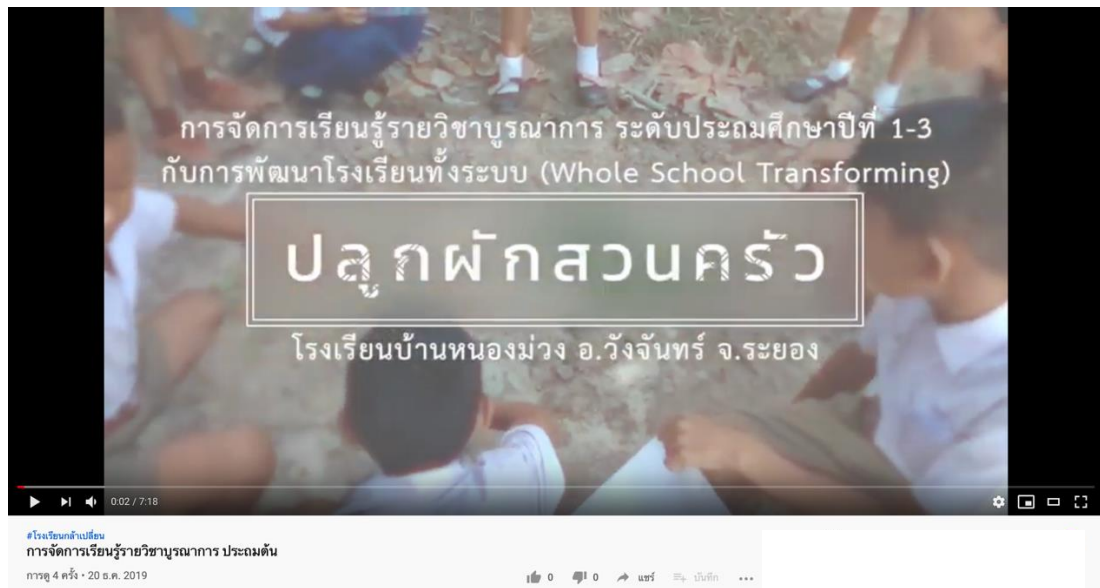 การจัดการเรียนรู้รายวิชาบูรณาการ ระดับประถมศึกษาปีที่ 1-3
กับการพัฒนาโรงเรียนทั้งระบบ (Whole School Transforming)
ปลูกผักสวนครัว
โรงเรียนบ้านหนองม่วง อ.วังจันทร์ จ.ระยอง
0:02 / 7:18
#โรงเรียนกล้าเปลี่ยน
การจัดการเรียนรู้รายวิชาบูรณาการ ประถมต้น
การดู 4 ครั้ง • 20 ธ.ค. 2019
0 0 แชร์ บันทึก